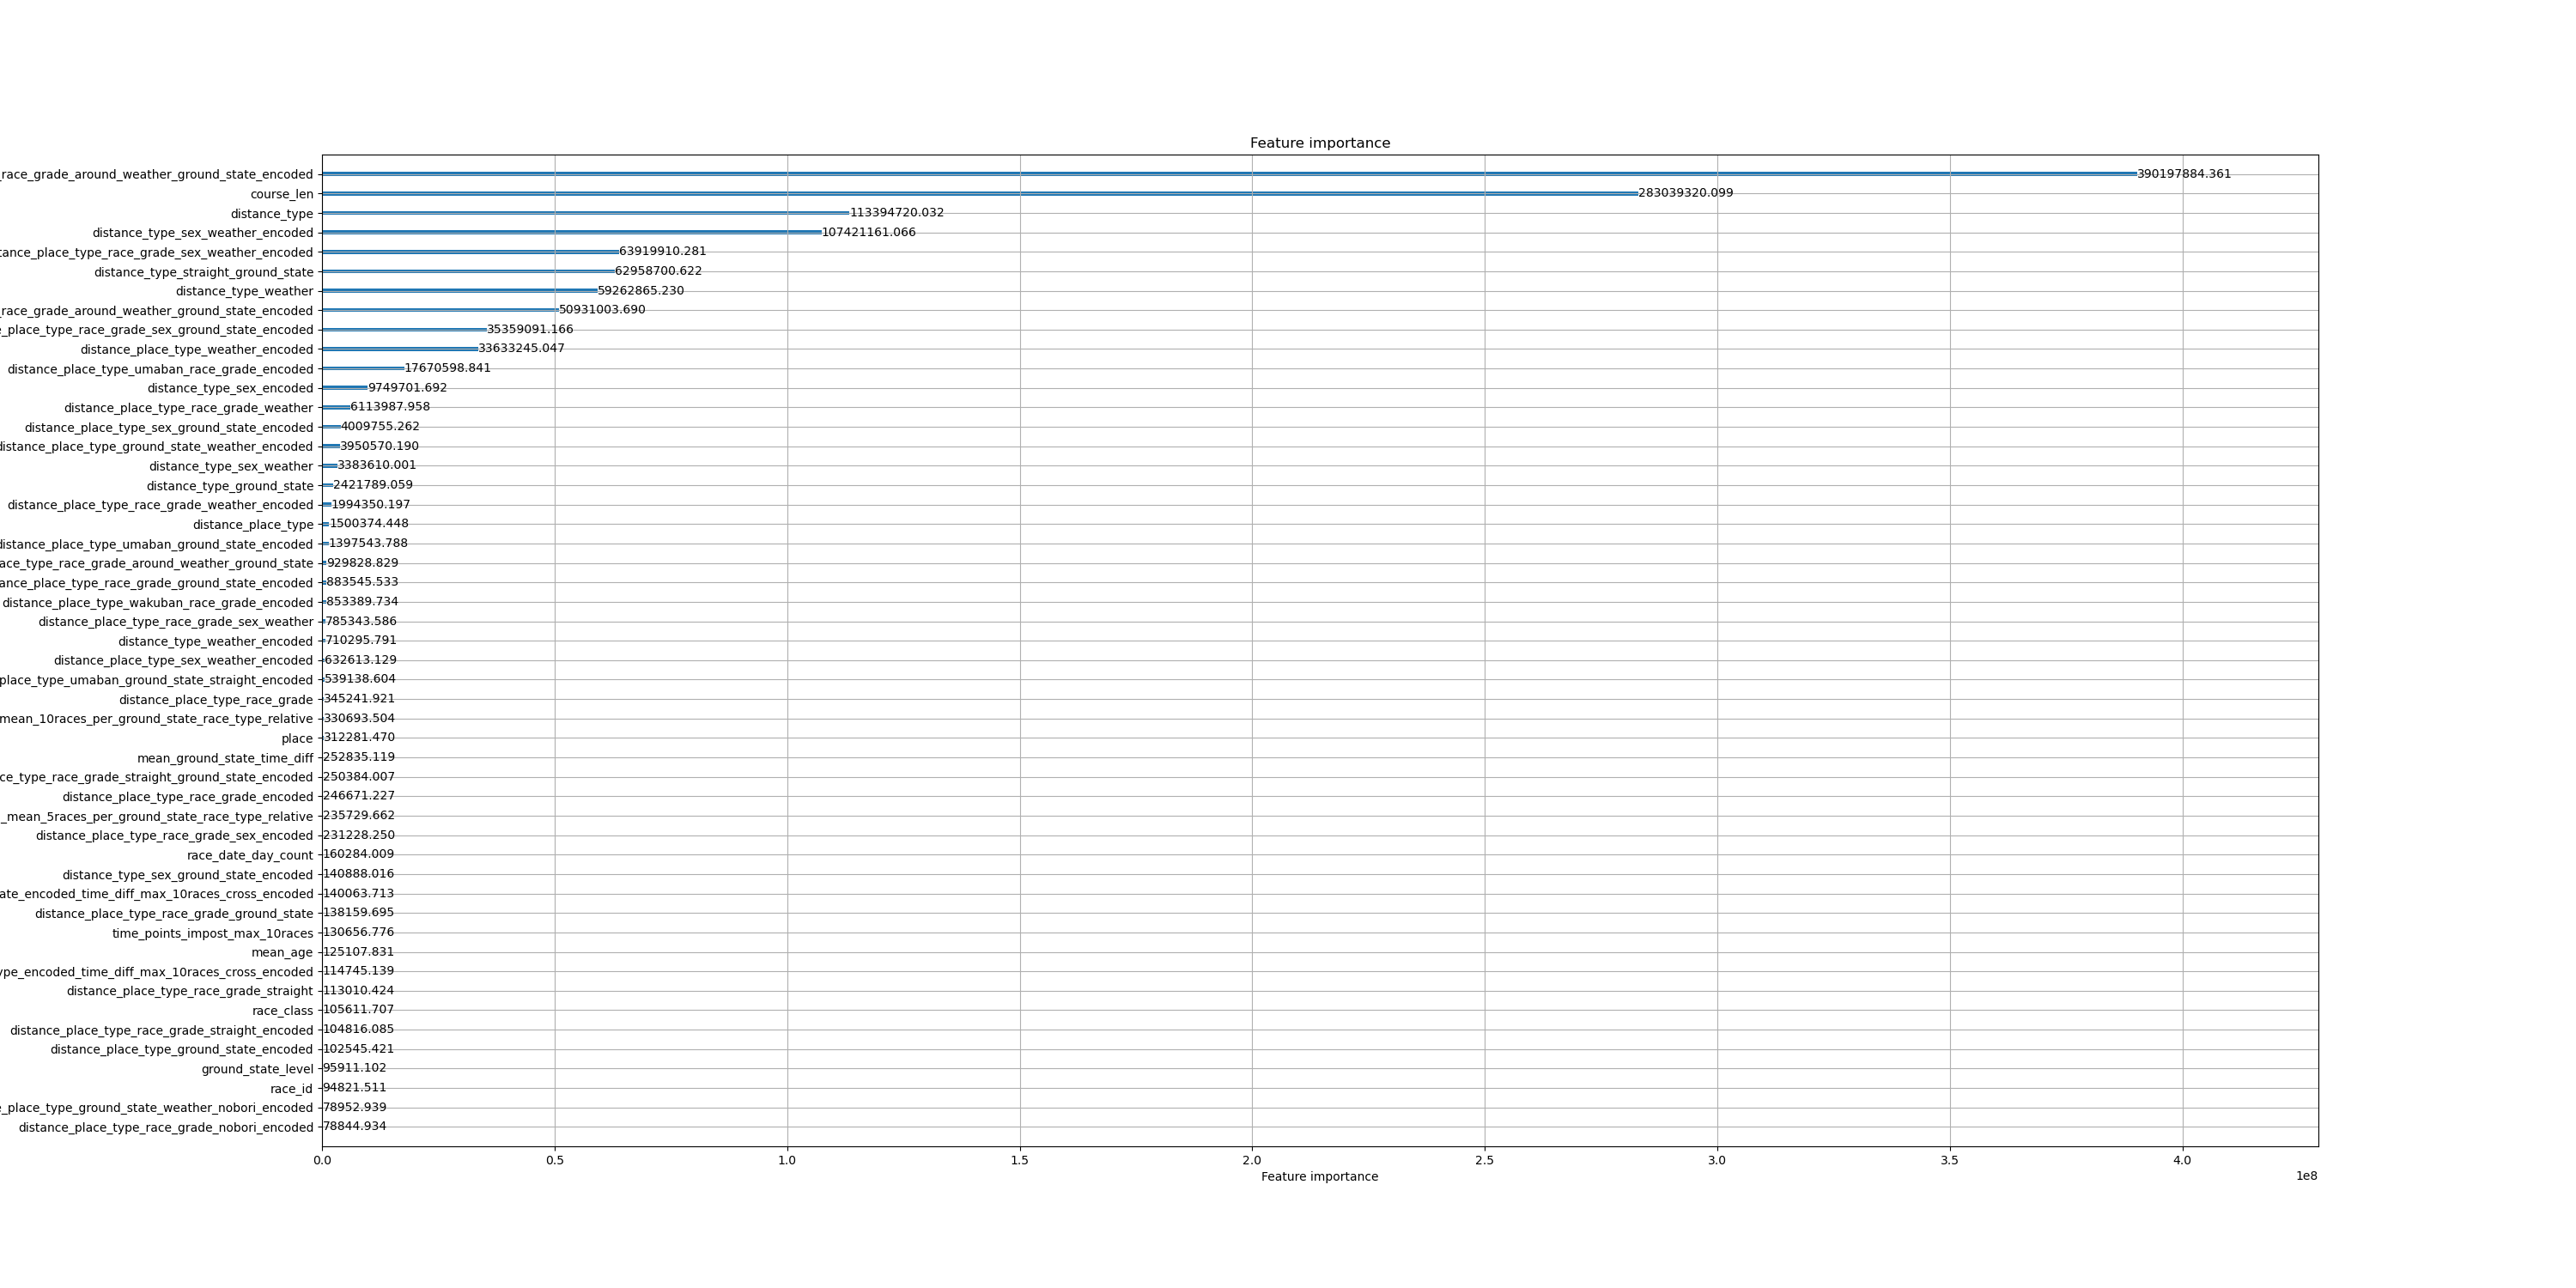 Feature importance
race_grade_around_weather_ground_state_encoded 390197884.361
course_len 283039320.099
distance_type 113394720.032
distance_type_sex_weather_encoded 107421161.066
tance_place_type_race_grade_sex_weather_encoded 63919910.281
distance_type_straight_ground_state 62958700.622
distance_type_weather 59262865.230
race_grade_around_weather_ground_state_encoded 50931003.690
_place_type_race_grade_sex_ground_state_encoded 35359091.166
distance_place_type_weather_encoded 33633245.047
distance_place_type_umaban_race_grade_encoded 17670598.841
distance_type_sex_encoded 9749701.692
distance_place_type_race_grade_weather 6113987.958
distance_place_type_sex_ground_state_encoded 4009755.262
distance_place_type_ground_state_weather_encoded 3950570.190
distance_type_sex_weather 3383610.001
distance_type_ground_state 2421789.059
distance_place_type_race_grade_weather_encoded 1994350.197
distance_place_type 1500374.448
distance_place_type_umaban_ground_state_encoded 1397543.788
ace_type_race_grade_around_weather_ground_state 929828.829
ance_place_type_race_grade_ground_state_encoded 883545.533
distance_place_type_wakuban_race_grade_encoded 853389.734
distance_place_type_race_grade_sex_weather 785343.586
distance_type_weather_encoded 710295.791
distance_place_type_sex_weather_encoded 632613.129
place_type_umaban_ground_state_straight_encoded 539138.604
distance_place_type_race_grade 345241.921
mean_10races_per_ground_state_race_type_relative 330693.504
place 312281.470
mean_ground_state_time_diff 252835.119
ce_type_race_grade_straight_ground_state_encoded 250384.007
distance_place_type_race_grade_encoded 246671.227
_mean_5races_per_ground_state_race_type_relative 235729.662
distance_place_type_race_grade_sex_encoded 231228.250
race_date_day_count 160284.009
distance_type_sex_ground_state_encoded 140888.016
ate_encoded_time_diff_max_10races_cross_encoded 140063.713
distance_place_type_race_grade_ground_state 138159.695
time_points_impost_max_10races 130656.776
mean_age 125107.831
ype_encoded_time_diff_max_10races_cross_encoded 114745.139
distance_place_type_race_grade_straight 113010.424
race_class 105611.707
distance_place_type_race_grade_straight_encoded 104816.085
distance_place_type_ground_state_encoded 102545.421
ground_state_level 95911.102
race_id 94821.511
_place_type_ground_state_weather_nobori_encoded 78952.939
distance_place_type_race_grade_nobori_encoded 78844.934
0.0 0.5 1.0 1.5 2.0 2.5 3.0 3.5 4.0
Feature importance
1e8